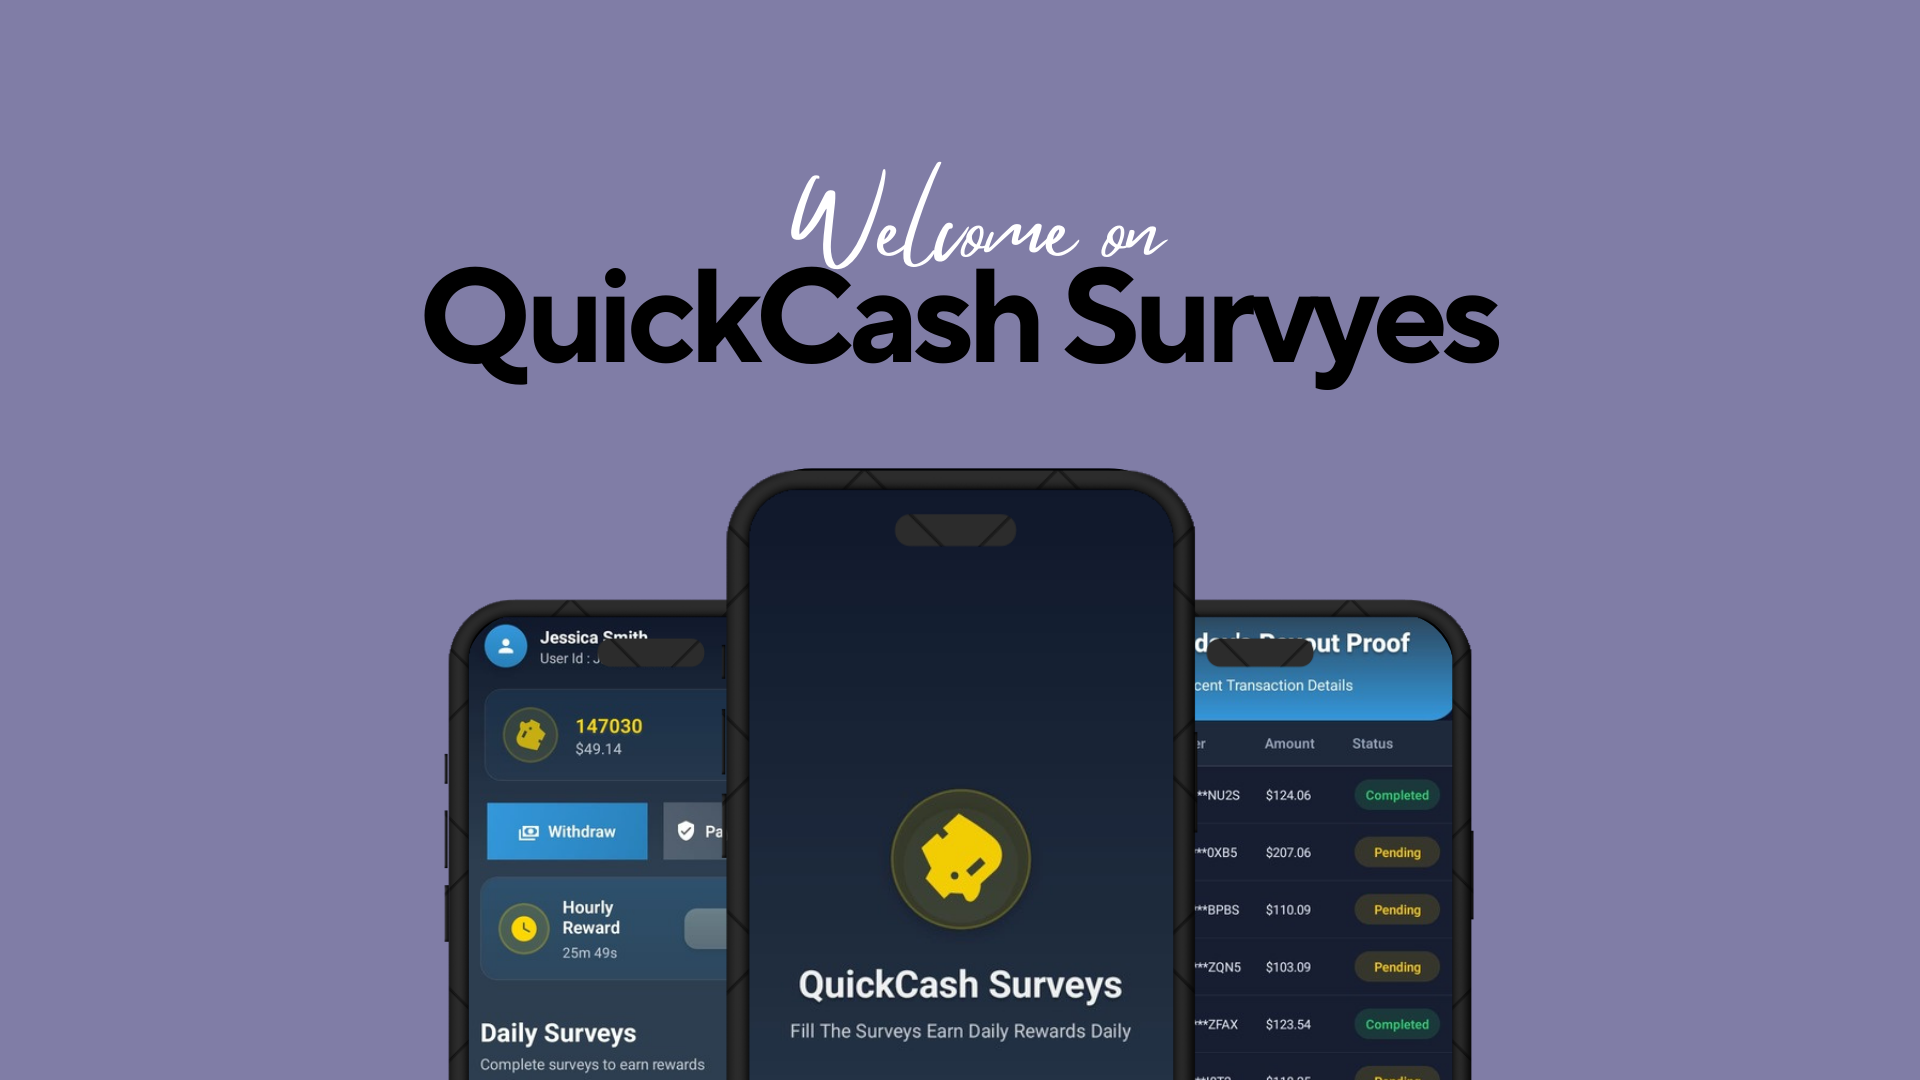 Welcome on
QuickCash Survyes
Jessica Smith
User Id :
147030
$49.14
Withdraw
Hourly
Reward
25m 49s
Daily Surveys
Complete surveys to earn rewards
QuickCash Surveys
Fill The Surveys Earn Daily Rewards Daily
Proof
Transaction Details
Amount Status
**NU2S $124.06 Completed
**0XB5 $207.06 Pending
**BPBS $110.09 Pending
**ZQN5 $103.09 Pending
**ZFAX $123.54 Completed